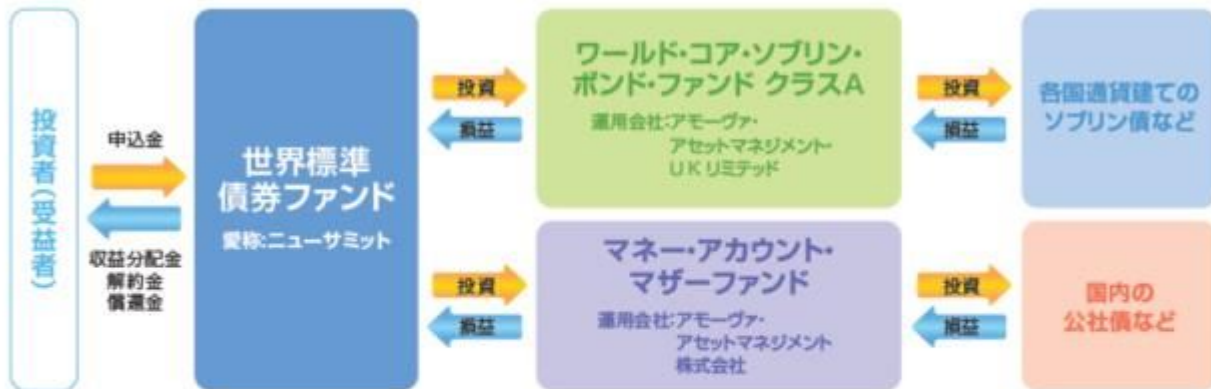 投資者(受益者)
申込金
収益分配金
解約金
償還金
世界標準
債券ファンド
愛称:ニューサミット
投資
損益
ワールド・コア・ソブリン・
ボンド・ファンド クラスA
運用会社:アモーヴァ・
アセットマネジメント・
UKリミテッド
投資
損益
各国通貨建ての
ソブリン債など
投資
損益
マネー・アカウント・
マザーファンド
運用会社:アモーヴァ・
アセットマネジメント
株式会社
投資
損益
国内の
公社債など